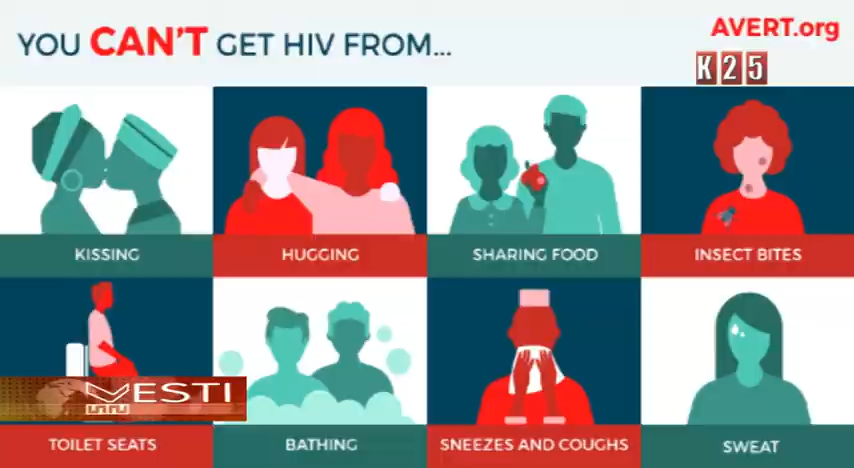 YOU CAN'T GET HIV FROM...
AVERT.org
K25
KISSING
HUGGING
SHARING FOOD
INSECT BITES
VESTI
TOILET SEATS
BATHING
SNEEZES AND COUGHS
SWEAT